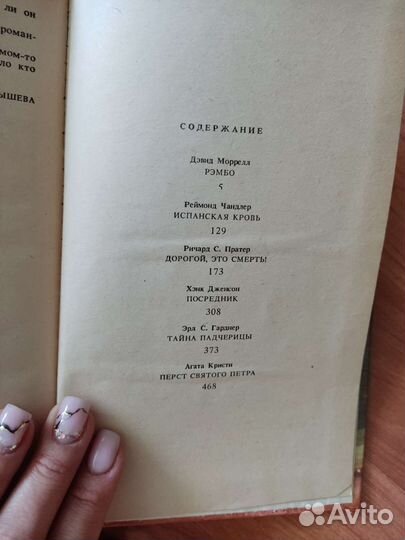 ли он
роман-
мом-то
ло кто
ЫШЕВА
СОДЕРЖАНИЕ
Дэвид Моррелл
РЭМБО
5
Реймонд Чандлер
ИСПАНСКАЯ КРОВЬ
129
Ричард С. Пратер
ДОРОГОЙ, ЭТО СМЕРТЬ!
173
Хэнк Дженсон
ПОСРЕДНИК
308
Эрл С. Гарднер
ТАЙНА ПАДЧЕРИЦЫ
373
Агата Кристи
ПЕРСТ СВЯТОГО ПЕТРА
468
Avito